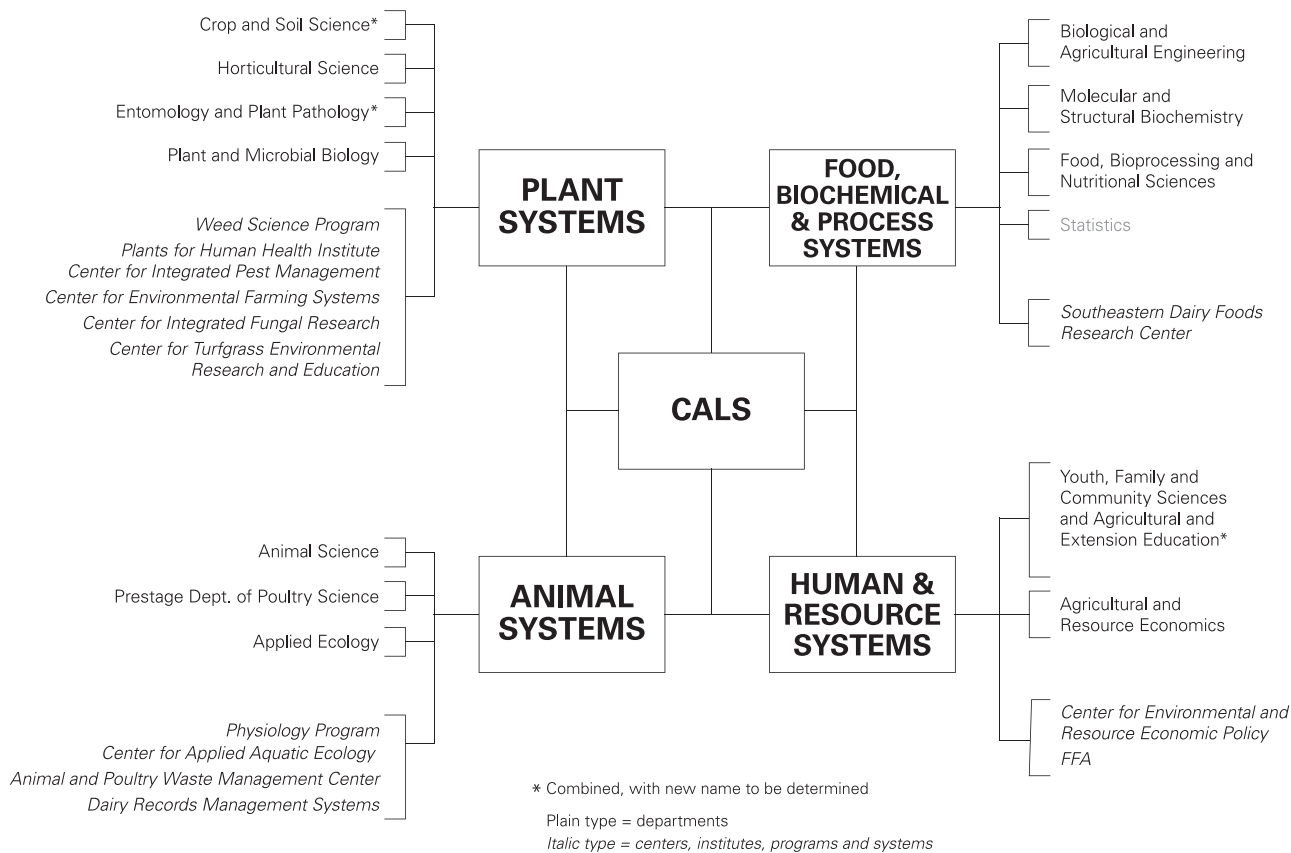 Crop and Soil Science*
Horticultural Science
Entomology and Plant Pathology*
Plant and Microbial Biology
Weed Science Program
Plants for Human Health Institute
Center for Integrated Pest Management
Center for Environmental Farming Systems
Center for Integrated Fungal Research
Center for Turfgrass Environmental
Research and Education
PLANT
SYSTEMS
FOOD,
BIOCHEMICAL
& PROCESS
SYSTEMS
Biological and
Agricultural Engineering
Molecular and
Structural Biochemistry
Food, Bioprocessing and
Nutritional Sciences
Statistics
Southeastern Dairy Foods
Research Center
CALS
Animal Science
Prestage Dept. of Poultry Science
Applied Ecology
Physiology Program
Center for Applied Aquatic Ecology
Animal and Poultry Waste Management Center
Dairy Records Management Systems
ANIMAL
SYSTEMS
HUMAN &
RESOURCE
SYSTEMS
Youth, Family and
Community Sciences
and Agricultural and
Extension Education*
Agricultural and
Resource Economics
Center for Environmental and
Resource Economic Policy
FFA
* Combined, with new name to be determined
Plain type = departments
Italic type = centers, institutes, programs and systems